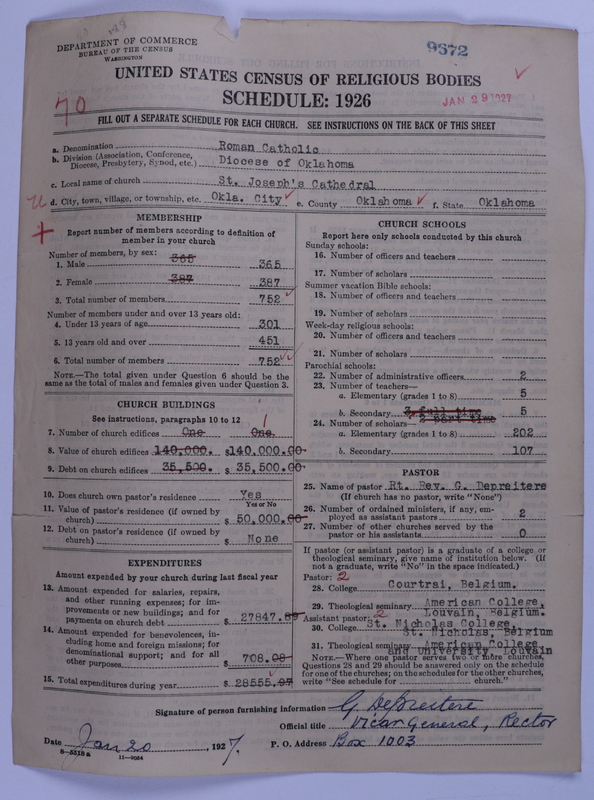 DEPARTMENT OF COMMERCE
BUREAU OF THE CENSUS
WASHINGTON
9672
UNITED STATES CENSUS OF RELIGIOUS BODIES
SCHEDULE: 1926
JAN 29 1927
70
FILL OUT A SEPARATE SCHEDULE FOR EACH CHURCH. SEE INSTRUCTIONS ON THE BACK OF THIS SHEET
a. Denomination Roman Catholic
b. Division (Association, Conference, Diocese, Presbytery, Synod, etc.) Diocese of Oklahoma
c. Local name of church St. Joseph's Cathedral
d. City, town, village, or township, etc. Okla. City e. County Oklahoma f. State Oklahoma
MEMBERSHIP
Report number of members according to definition of
member in your church
Number of members, by sex:
1. Male 365 365
2. Female 387 387
3. Total number of members 752
Number of members under and over 13 years old:
4. Under 13 years of age 301
5. 13 years old and over 451
6. Total number of members 752
NOTE.—The total given under Question 6 should be the
same as the total of males and females given under Question 3.
CHURCH BUILDINGS
See instructions, paragraphs 10 to 12
7. Number of church edifices One One 1
8. Value of church edifices 140,000. $140,000.00
9. Debt on church edifices 35,500. $ 35,500.00
10. Does church own pastor's residence Yes
Yes or No
11. Value of pastor's residence (if owned by
church) $ 50,000.00
12. Debt on pastor's residence (if owned by
church) $ None
EXPENDITURES
Amount expended by your church during last fiscal year
13. Amount expended for salaries, repairs,
and other running expenses; for im-
provements or new buildings; and for
payments on church debt $ 27847.89
14. Amount expended for benevolences, in-
cluding home and foreign missions; for
denominational support; and for all
other purposes $ 708.08
15. Total expenditures during year $ 28555.97
CHURCH SCHOOLS
Report here only schools conducted by this church
Sunday schools:
16. Number of officers and teachers
17. Number of scholars
Summer vacation Bible schools:
18. Number of officers and teachers
19. Number of scholars
Week-day religious schools:
20. Number of officers and teachers
21. Number of scholars
Parochial schools:
22. Number of administrative officers 2
23. Number of teachers—
a. Elementary (grades 1 to 8) 5
b. Secondary 3 full time 5
2 part time
24. Number of scholars—
a. Elementary (grades 1 to 8) 202
b. Secondary 107
PASTOR
25. Name of pastor Rt. Rev. G. Depreitere
(If church has no pastor, write "None")
26. Number of ordained ministers, if any, em-
ployed as assistant pastors 2
27. Number of other churches served by the
pastor or his assistants 0
If pastor (or assistant pastor) is a graduate of a college or
theological seminary, give name of institution below. (If
not a graduate, write "No" in the space indicated.)
Pastor: 2
28. College Courtrai, Belgium.
29. Theological seminary American College,
Louvain, Belgium.
Assistant pastor: 2
30. College St. Nicholas College,
St. Nicholas, Belgium
31. Theological seminary American College
and University, Louvain
NOTE.—Where one pastor serves two or more churches,
Questions 28 and 29 should be answered only on the schedule
for one of the churches; on the schedules for the other churches,
write "See schedule for church."
Signature of person furnishing information G Depreitere
Official title Vicar General, Rector
Date Jan 20, 1927. P. O. Address Box 1003
8-5318a 11-9034